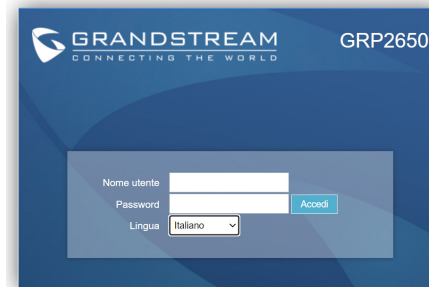 GRANDSTREAM
CONNECTING THE WORLD
GRP2650
Nome utente
Password
Accedi
Lingua
Italiano